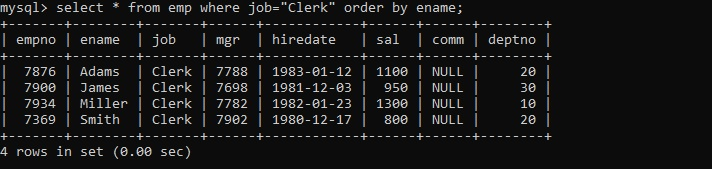 mysql> select * from emp where job="Clerk" order by ename;
+-------+--------+-------+------+------------+------+------+--------+
| empno | ename  | job   | mgr  | hiredate   | sal  | comm | deptno |
+-------+--------+-------+------+------------+------+------+--------+
|  7876 | Adams  | Clerk | 7788 | 1983-01-12 | 1100 | NULL |     20 |
|  7900 | James  | Clerk | 7698 | 1981-12-03 |  950 | NULL |     30 |
|  7934 | Miller | Clerk | 7782 | 1982-01-23 | 1300 | NULL |     10 |
|  7369 | Smith  | Clerk | 7902 | 1980-12-17 |  800 | NULL |     20 |
+-------+--------+-------+------+------------+------+------+--------+
4 rows in set (0.00 sec)